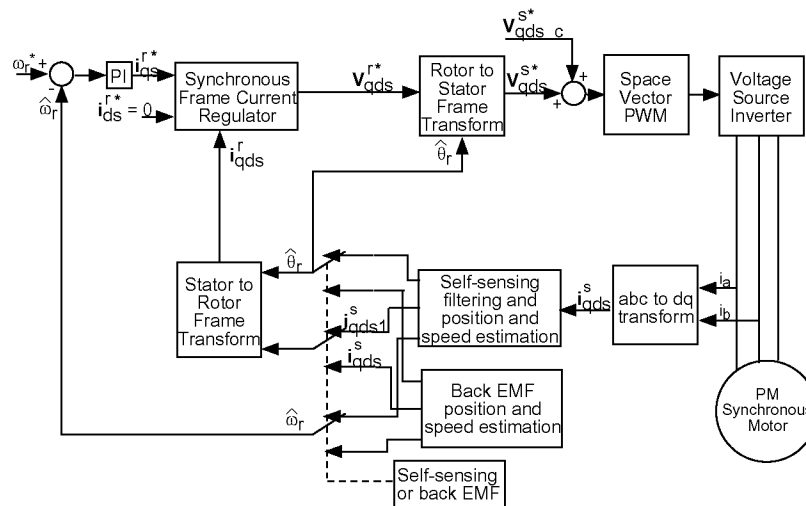 ω_r* +
-
ω̂_r
PI
i_qs^r*
i_ds^r* = 0
Synchronous
Frame Current
Regulator
V_qds^r*
Rotor to
Stator
Frame
Transform
V_qds_c^s*
V_qds^s*
+
+
Space
Vector
PWM
Voltage
Source
Inverter
i_qds^r
θ̂_r
Stator to
Rotor
Frame
Transform
θ̂_r
i_qds1^s
i_qds^s
ω̂_r
Self-sensing
filtering and
position and
speed estimation
i_qds^s
abc to dq
transform
i_a
i_b
Back EMF
position and
speed estimation
PM
Synchronous
Motor
Self-sensing
or back EMF